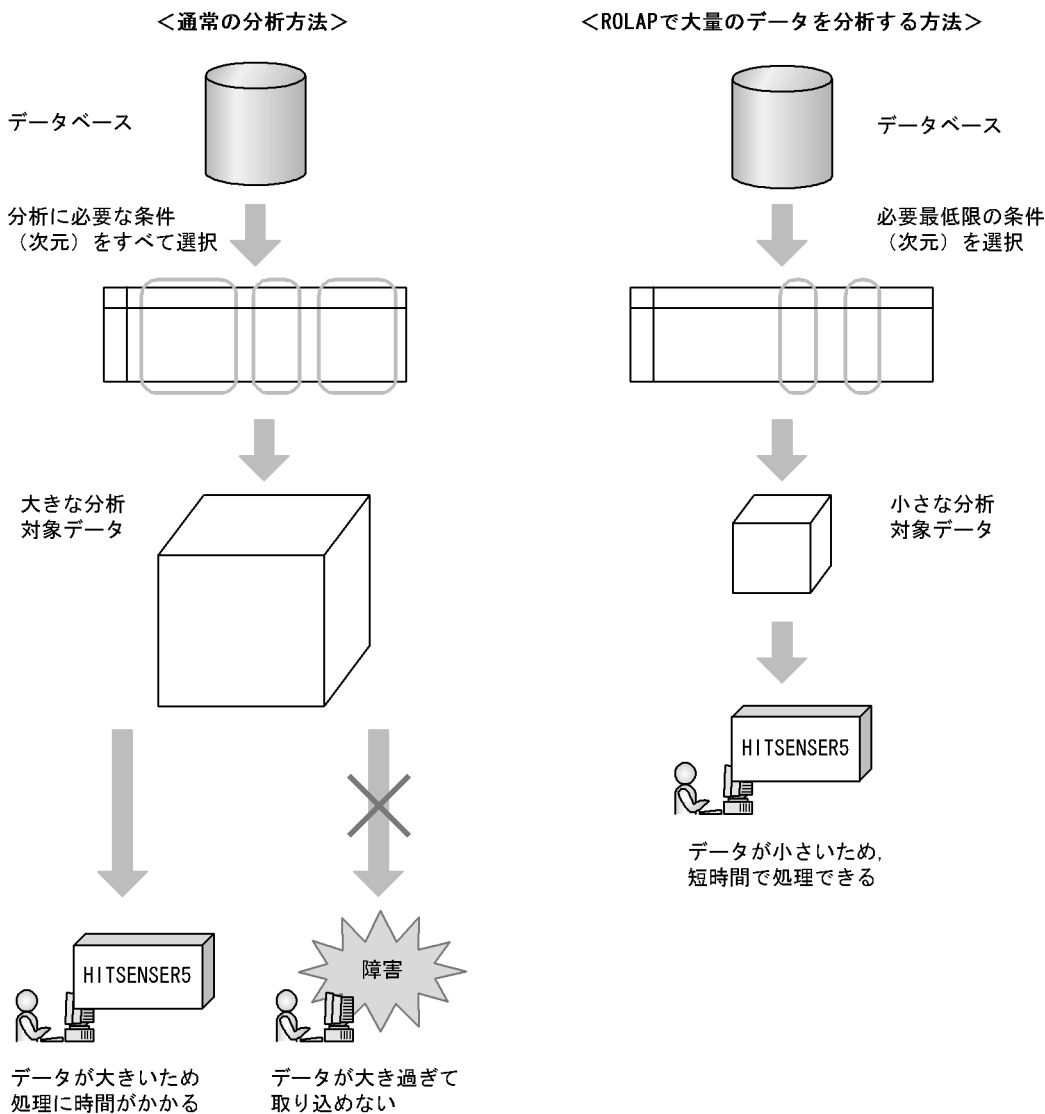 ＜通常の分析方法＞
データベース
分析に必要な条件
（次元）をすべて選択
大きな分析
対象データ
HITSENSER5
データが大きいため
処理に時間がかかる
障害
データが大き過ぎて
取り込めない
＜ROLAPで大量のデータを分析する方法＞
データベース
必要最低限の条件
（次元）を選択
小さな分析
対象データ
HITSENSER5
データが小さいため,
短時間で処理できる